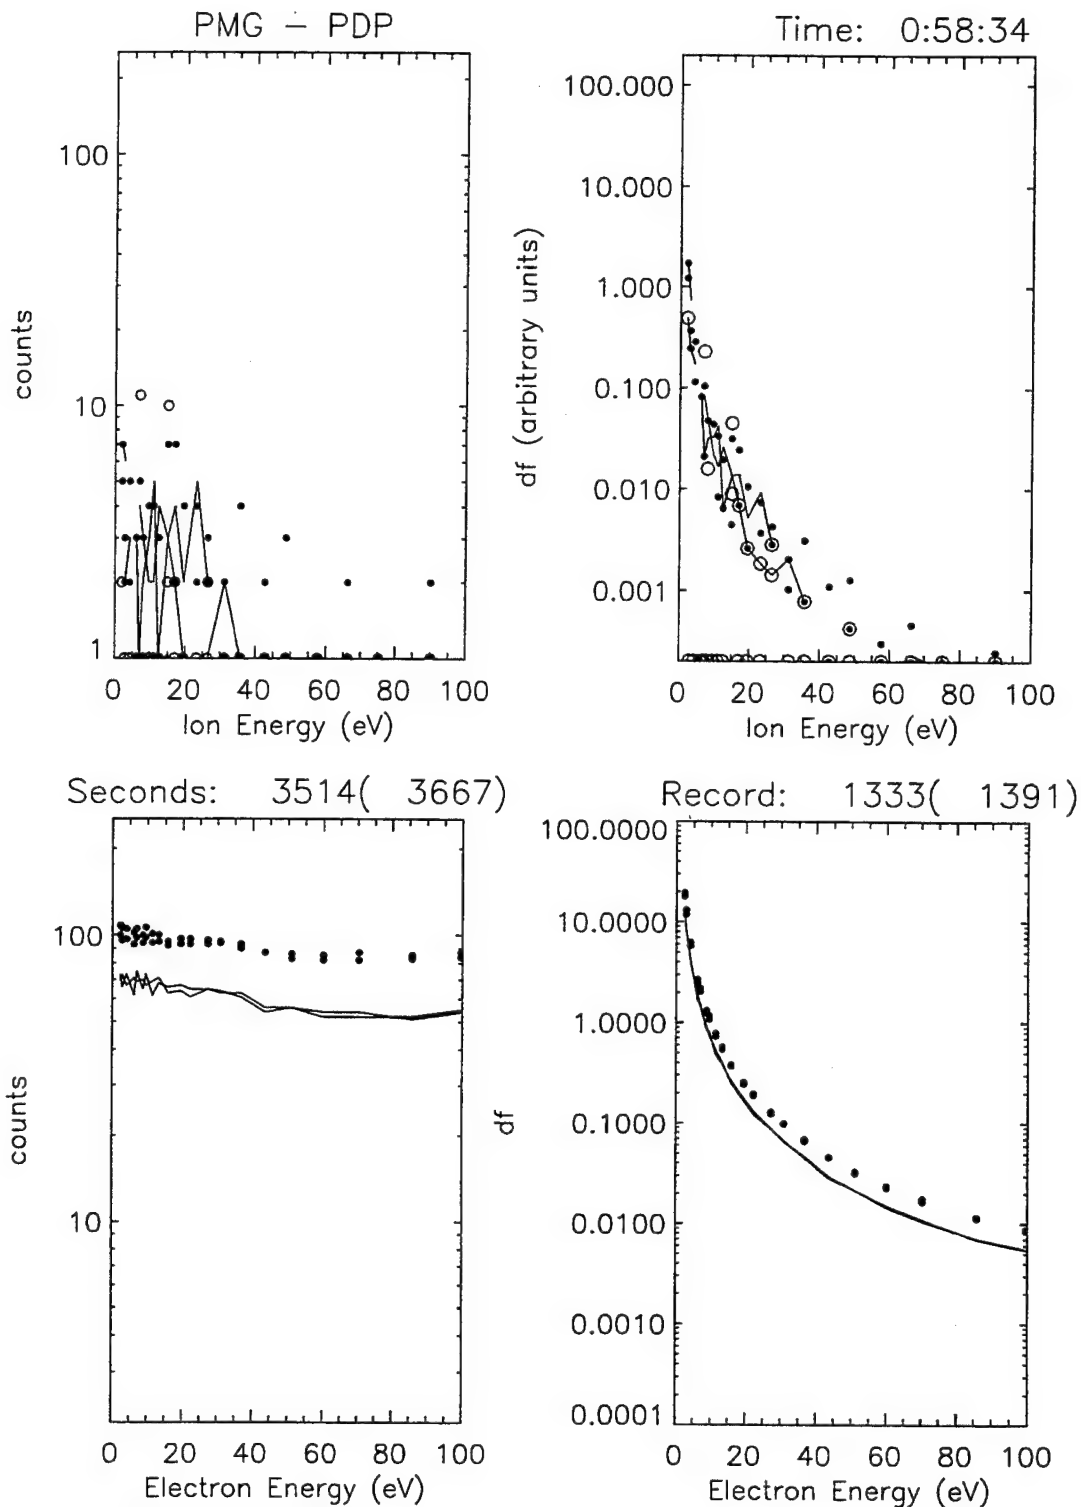 PMG – PDP
Time: 0:58:34
counts
100
10
1
0 20 40 60 80 100
Ion Energy (eV)
df (arbitrary units)
100.000
10.000
1.000
0.100
0.010
0.001
0 20 40 60 80 100
Ion Energy (eV)
Seconds: 3514( 3667)
Record: 1333( 1391)
counts
100
10
0 20 40 60 80 100
Electron Energy (eV)
df
100.0000
10.0000
1.0000
0.1000
0.0100
0.0010
0.0001
0 20 40 60 80 100
Electron Energy (eV)